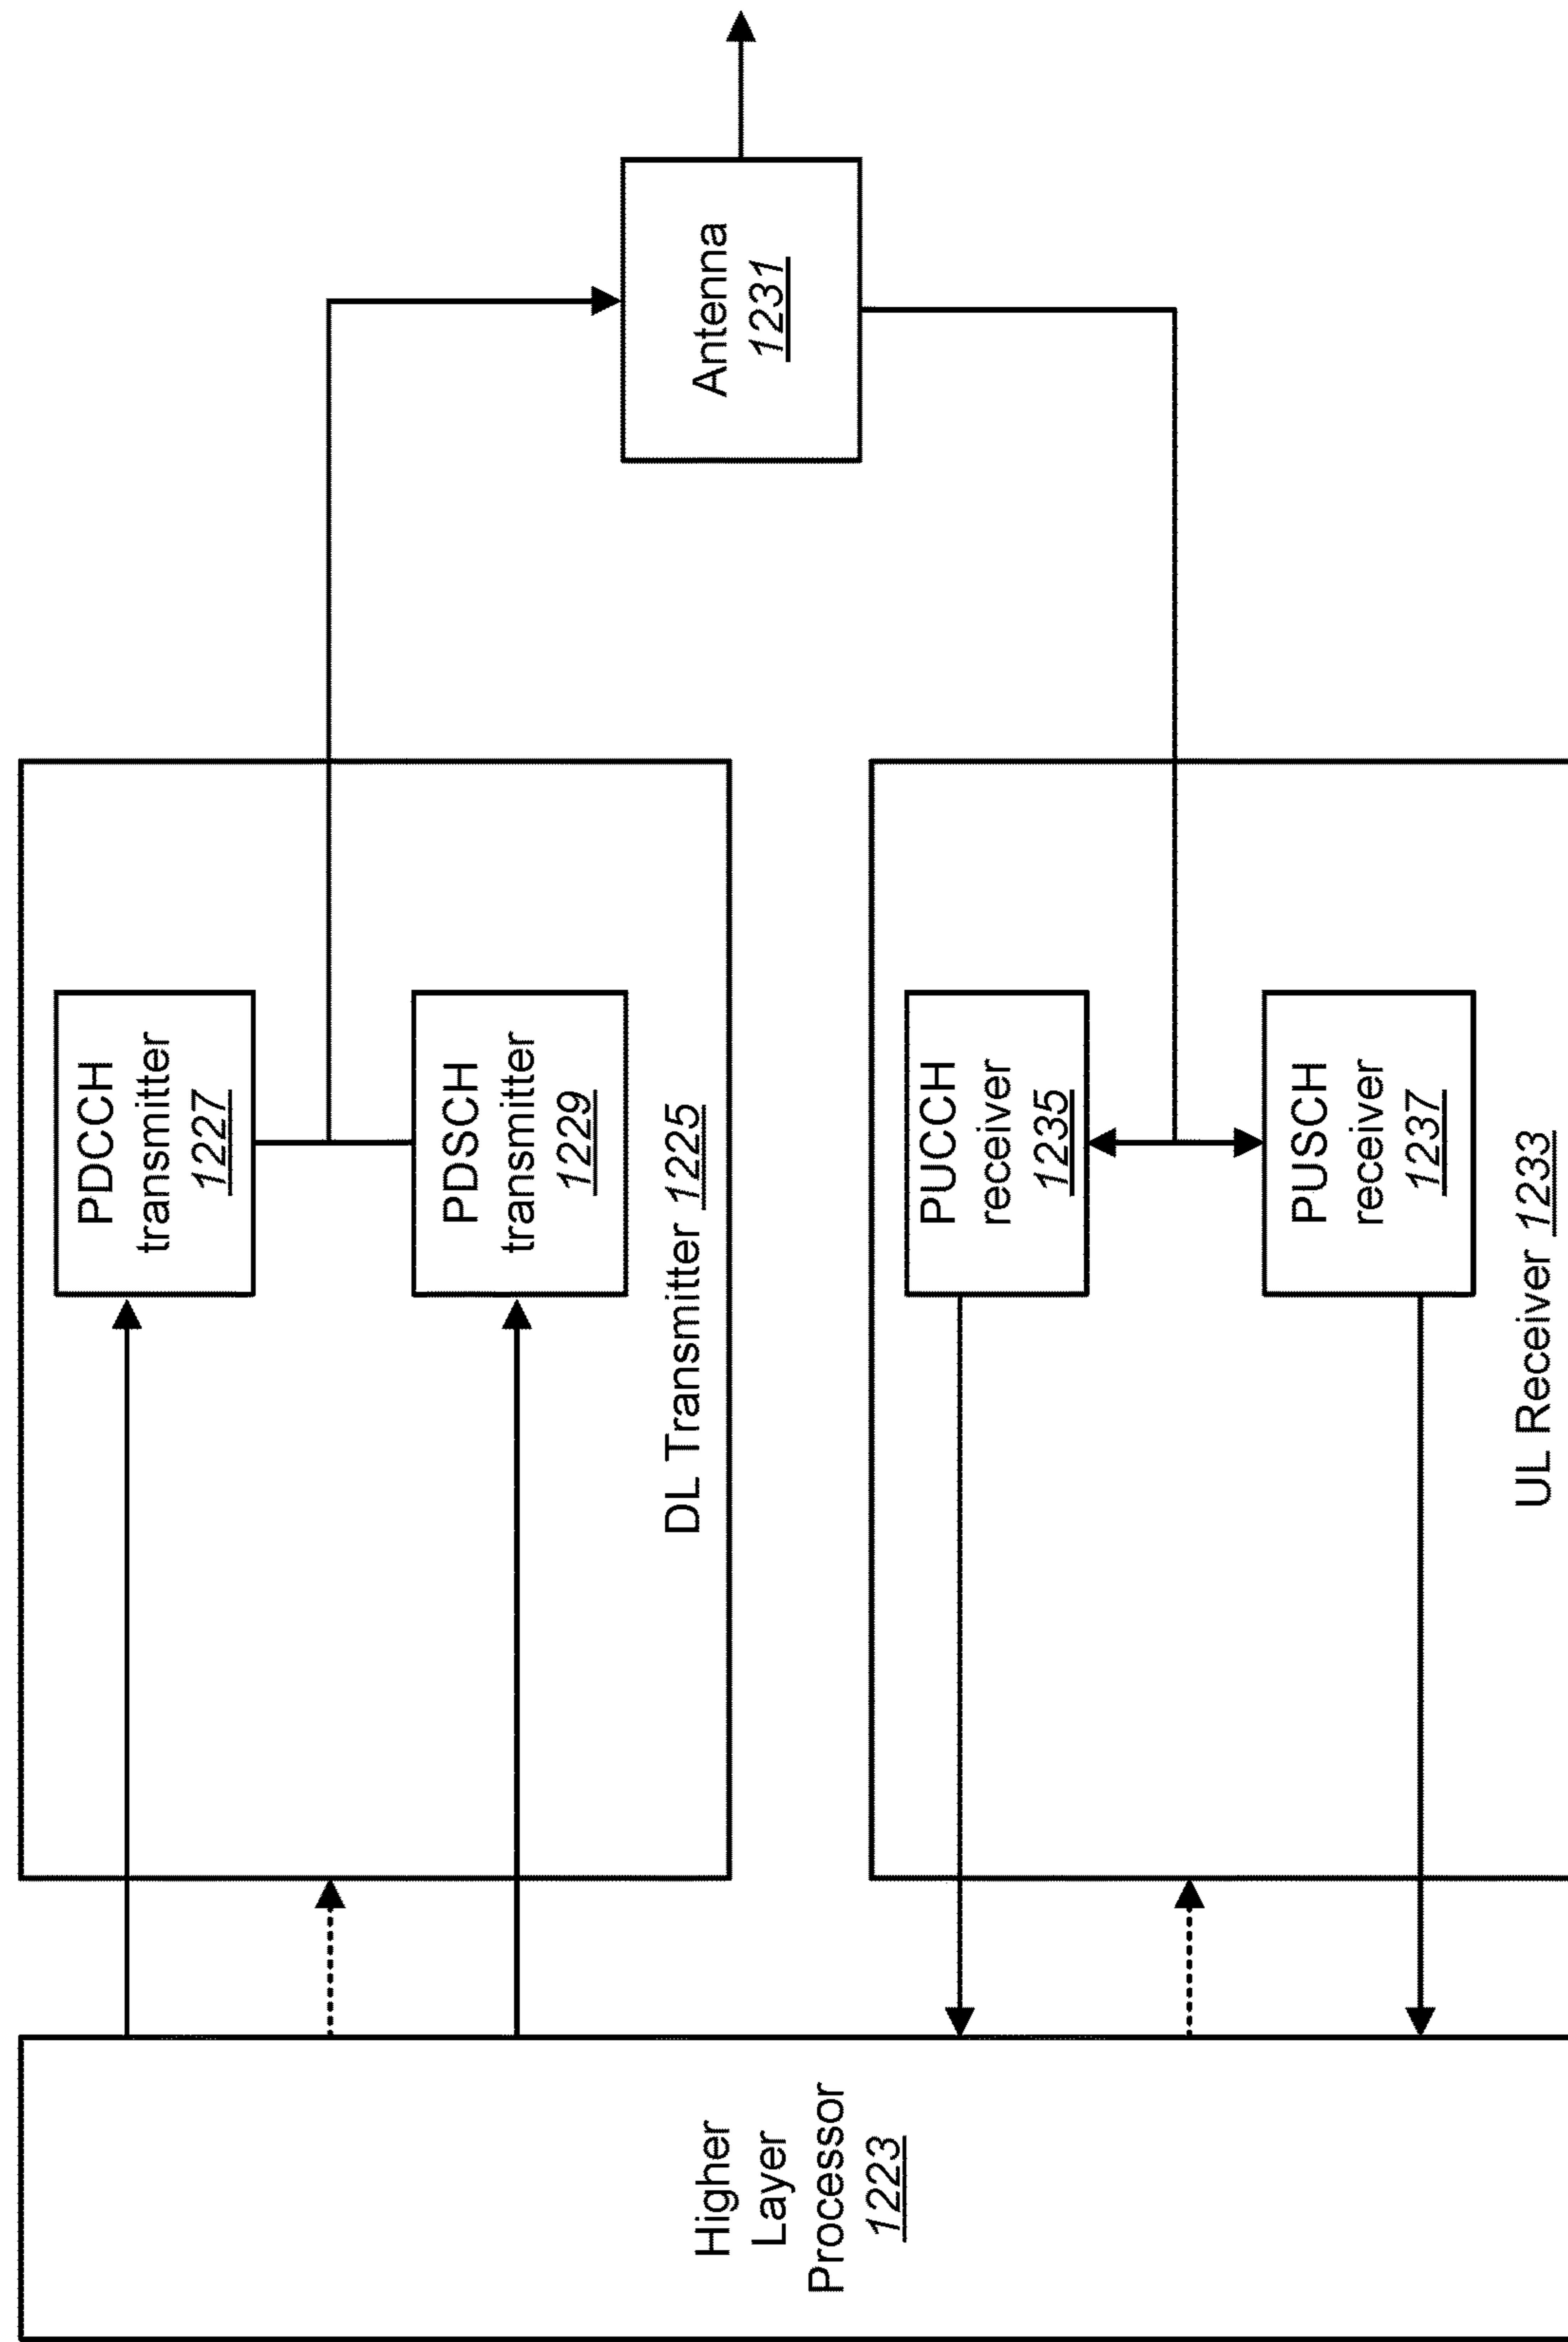 Higher
Layer
Processor
1223
PDCCH
transmitter
1227
PDSCH
transmitter
1229
DL Transmitter 1225
PUCCH
receiver
1235
PUSCH
receiver
1237
UL Receiver 1233
Antenna
1231